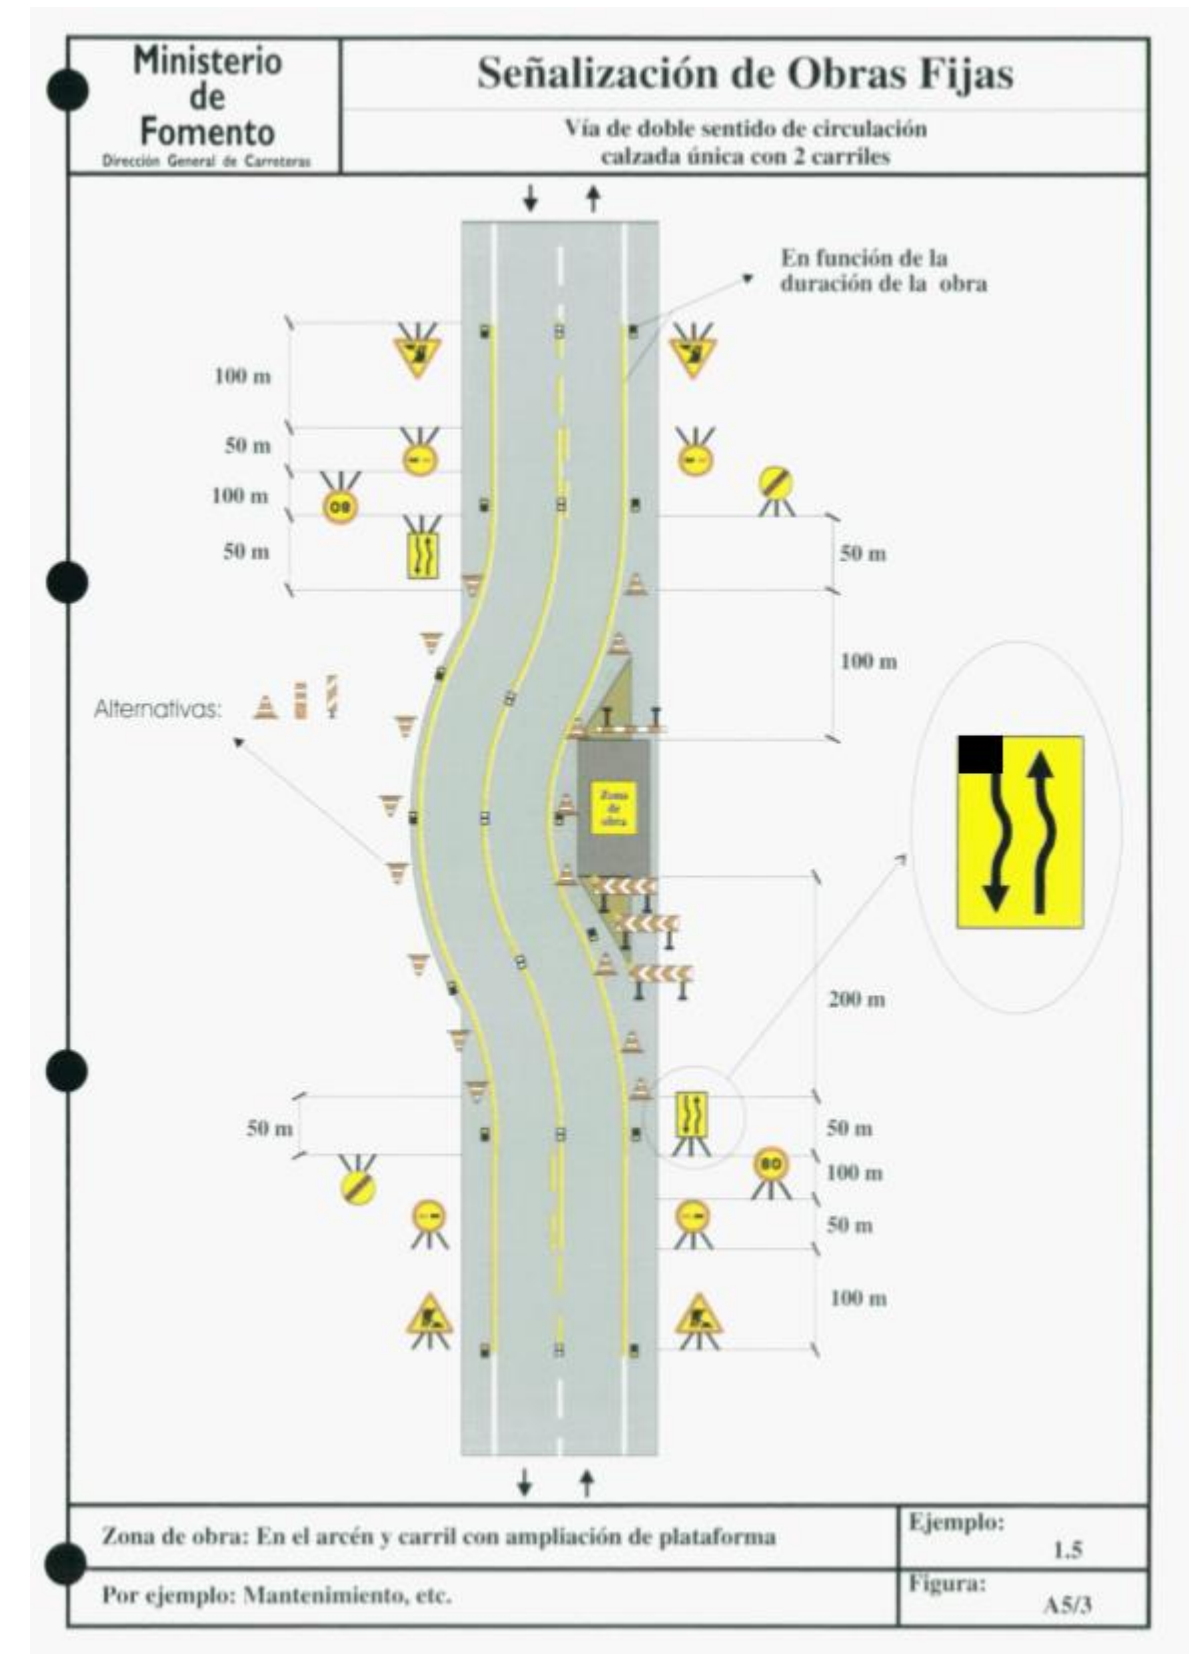 Ministerio
de
Fomento
Dirección General de Carreteras
Señalización de Obras Fijas
Vía de doble sentido de circulación
calzada única con 2 carriles
En función de la
duración de la obra
100 m
50 m
100 m
80
50 m
50 m
100 m
Alternativas:
Zona
de
obra
200 m
50 m
50 m
80
100 m
50 m
100 m
Zona de obra: En el arcén y carril con ampliación de plataforma
Ejemplo:
1.5
Por ejemplo: Mantenimiento, etc.
Figura:
A5/3